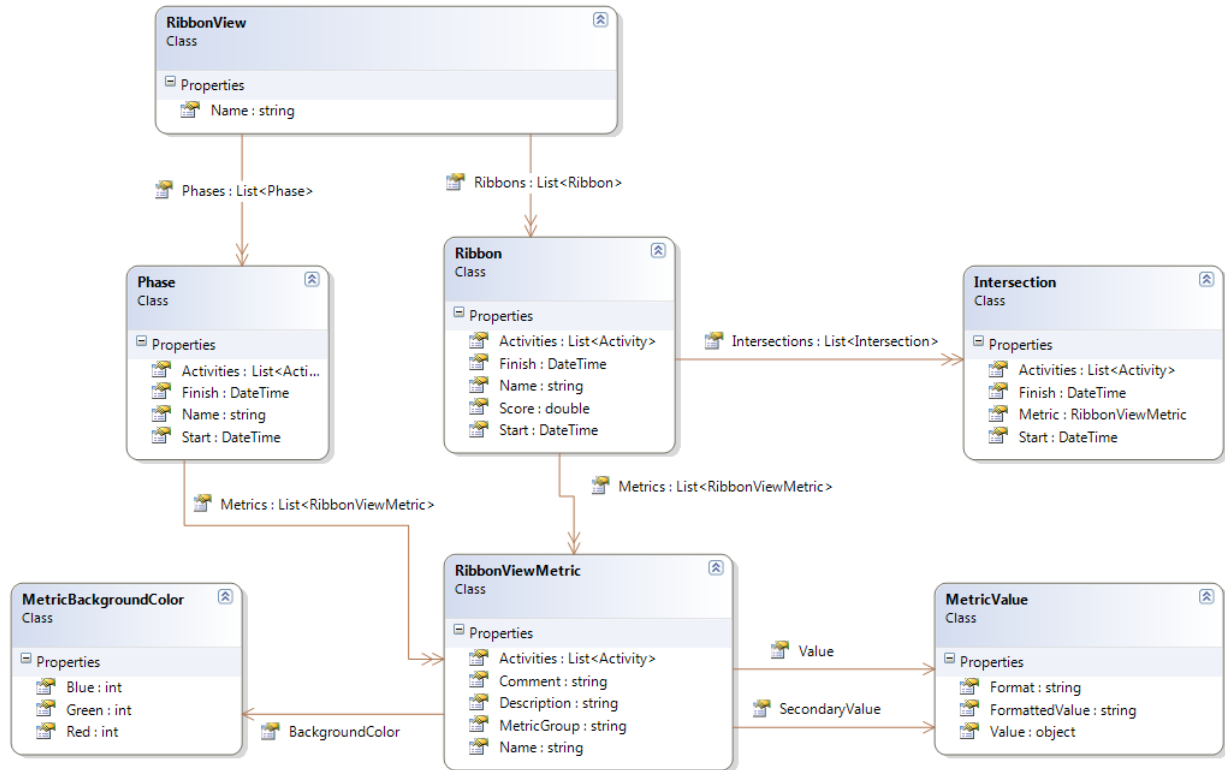 RibbonView
Class
Properties
Name : string
Phases : List<Phase>
Ribbons : List<Ribbon>
Phase
Class
Properties
Activities : List<Acti...
Finish : DateTime
Name : string
Start : DateTime
Ribbon
Class
Properties
Activities : List<Activity>
Finish : DateTime
Name : string
Score : double
Start : DateTime
Intersections : List<Intersection>
Intersection
Class
Properties
Activities : List<Activity>
Finish : DateTime
Metric : RibbonViewMetric
Start : DateTime
Metrics : List<RibbonViewMetric>
Metrics : List<RibbonViewMetric>
MetricBackgroundColor
Class
Properties
Blue : int
Green : int
Red : int
BackgroundColor
RibbonViewMetric
Class
Properties
Activities : List<Activity>
Comment : string
Description : string
MetricGroup : string
Name : string
Value
SecondaryValue
MetricValue
Class
Properties
Format : string
FormattedValue : string
Value : object